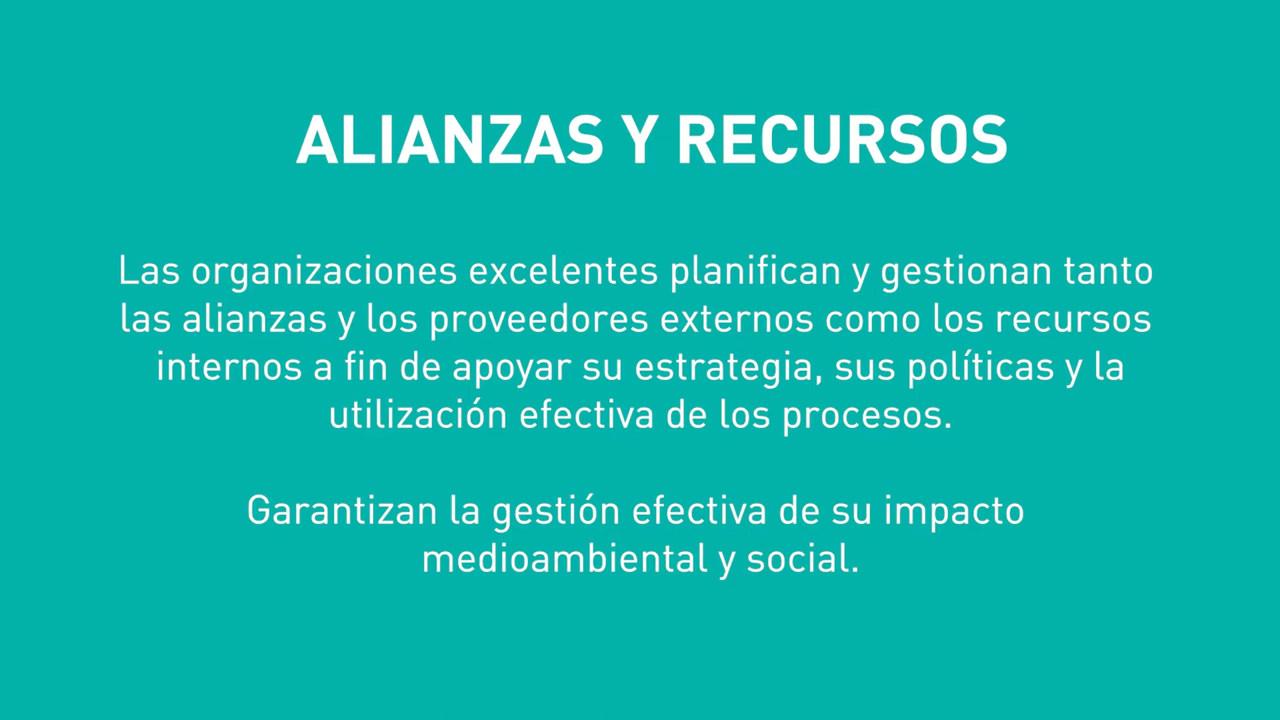 ALIANZAS Y RECURSOS
Las organizaciones excelentes planifican y gestionan tanto
las alianzas y los proveedores externos como los recursos
internos a fin de apoyar su estrategia, sus políticas y la
utilización efectiva de los procesos.
Garantizan la gestión efectiva de su impacto
medioambiental y social.